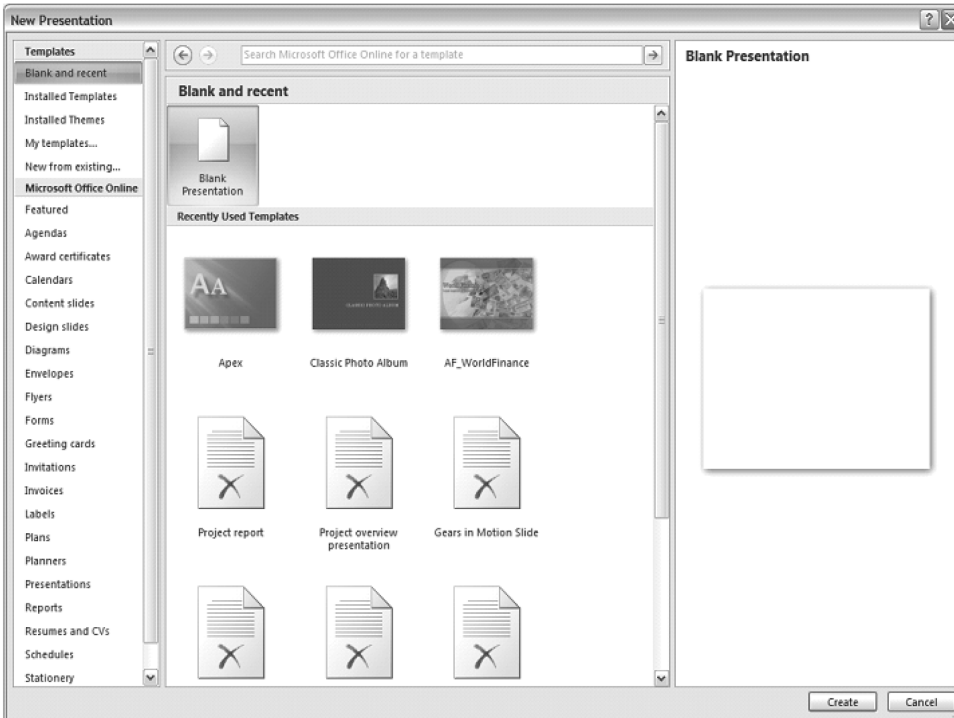 New Presentation
Templates
Blank and recent
Installed Templates
Installed Themes
My templates...
New from existing...
Microsoft Office Online
Featured
Agendas
Award certificates
Calendars
Content slides
Design slides
Diagrams
Envelopes
Flyers
Forms
Greeting cards
Invitations
Invoices
Labels
Plans
Planners
Presentations
Reports
Resumes and CVs
Schedules
Stationery
Search Microsoft Office Online for a template
Blank and recent
Blank
Presentation
Recently Used Templates
AA
CLASSIC PHOTO ALBUM
Apex
Classic Photo Album
AF_WorldFinance
Project report
Project overview
presentation
Gears in Motion Slide
Blank Presentation
Create
Cancel